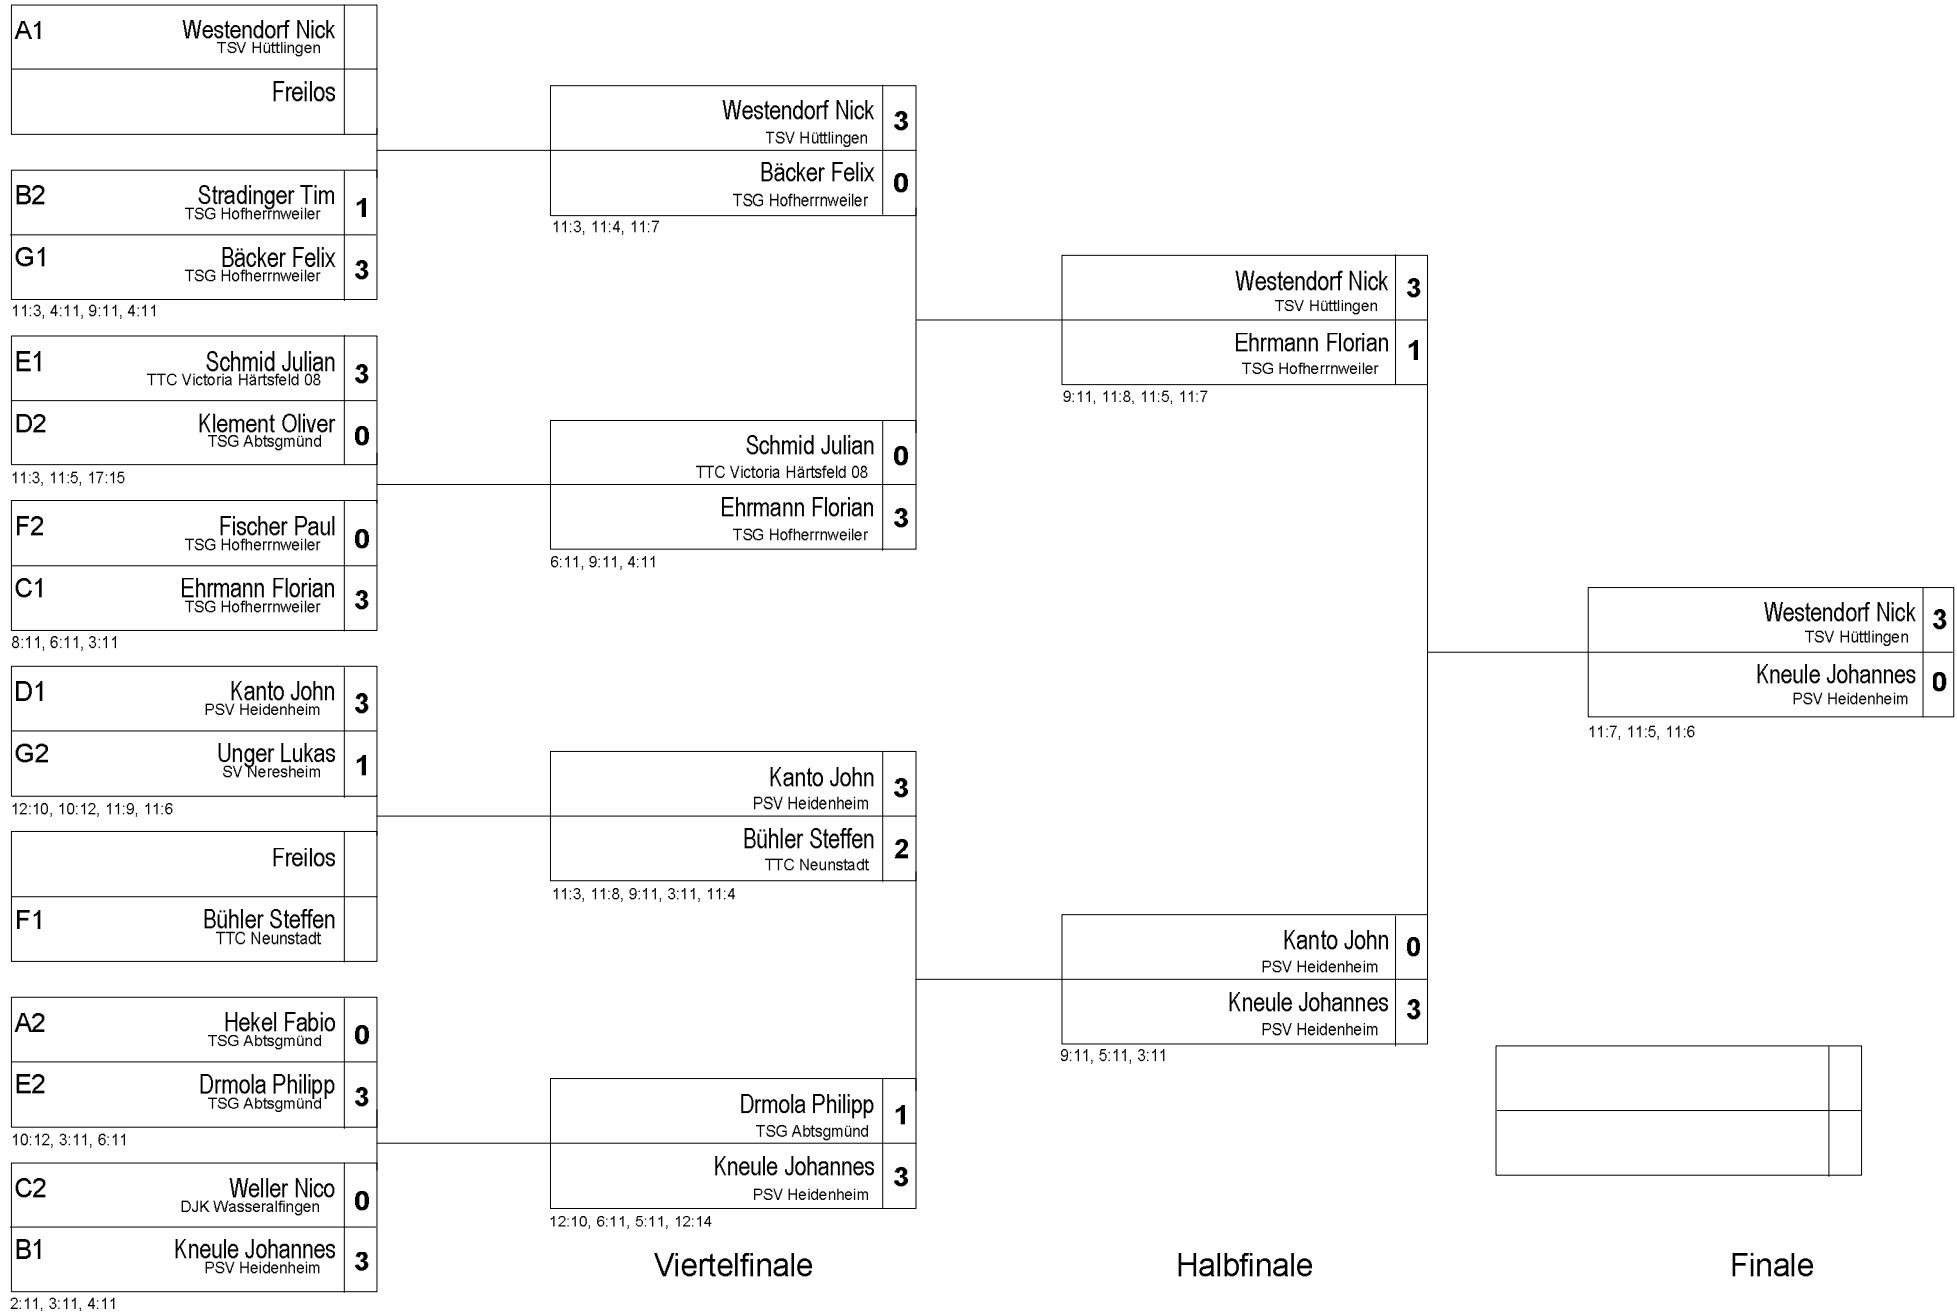 A1 Westendorf Nick
TSV Hüttlingen
Freilos
B2 Stradinger Tim 1
TSG Hofherrnweiler
G1 Bäcker Felix 3
TSG Hofherrnweiler
11:3, 4:11, 9:11, 4:11
E1 Schmid Julian 3
TTC Victoria Härtsfeld 08
D2 Klement Oliver 0
TSG Abtsgmünd
11:3, 11:5, 17:15
F2 Fischer Paul 0
TSG Hofherrnweiler
C1 Ehrmann Florian 3
TSG Hofherrnweiler
8:11, 6:11, 3:11
D1 Kanto John 3
PSV Heidenheim
G2 Unger Lukas 1
SV Neresheim
12:10, 10:12, 11:9, 11:6
Freilos
F1 Bühler Steffen
TTC Neunstadt
A2 Hekel Fabio 0
TSG Abtsgmünd
E2 Drmola Philipp 3
TSG Abtsgmünd
10:12, 3:11, 6:11
C2 Weller Nico 0
DJK Wasseralfingen
B1 Kneule Johannes 3
PSV Heidenheim
2:11, 3:11, 4:11
Westendorf Nick 3
TSV Hüttlingen
Bäcker Felix 0
TSG Hofherrnweiler
11:3, 11:4, 11:7
Schmid Julian 0
TTC Victoria Härtsfeld 08
Ehrmann Florian 3
TSG Hofherrnweiler
6:11, 9:11, 4:11
Kanto John 3
PSV Heidenheim
Bühler Steffen 2
TTC Neunstadt
11:3, 11:8, 9:11, 3:11, 11:4
Drmola Philipp 1
TSG Abtsgmünd
Kneule Johannes 3
PSV Heidenheim
12:10, 6:11, 5:11, 12:14
Viertelfinale
Westendorf Nick 3
TSV Hüttlingen
Ehrmann Florian 1
TSG Hofherrnweiler
9:11, 11:8, 11:5, 11:7
Kanto John 0
PSV Heidenheim
Kneule Johannes 3
PSV Heidenheim
9:11, 5:11, 3:11
Halbfinale
Westendorf Nick 3
TSV Hüttlingen
Kneule Johannes 0
PSV Heidenheim
11:7, 11:5, 11:6
Finale